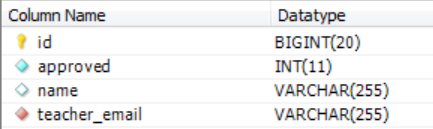 Column Name Datatype
id BIGINT(20)
approved INT(11)
name VARCHAR(255)
teacher_email VARCHAR(255)